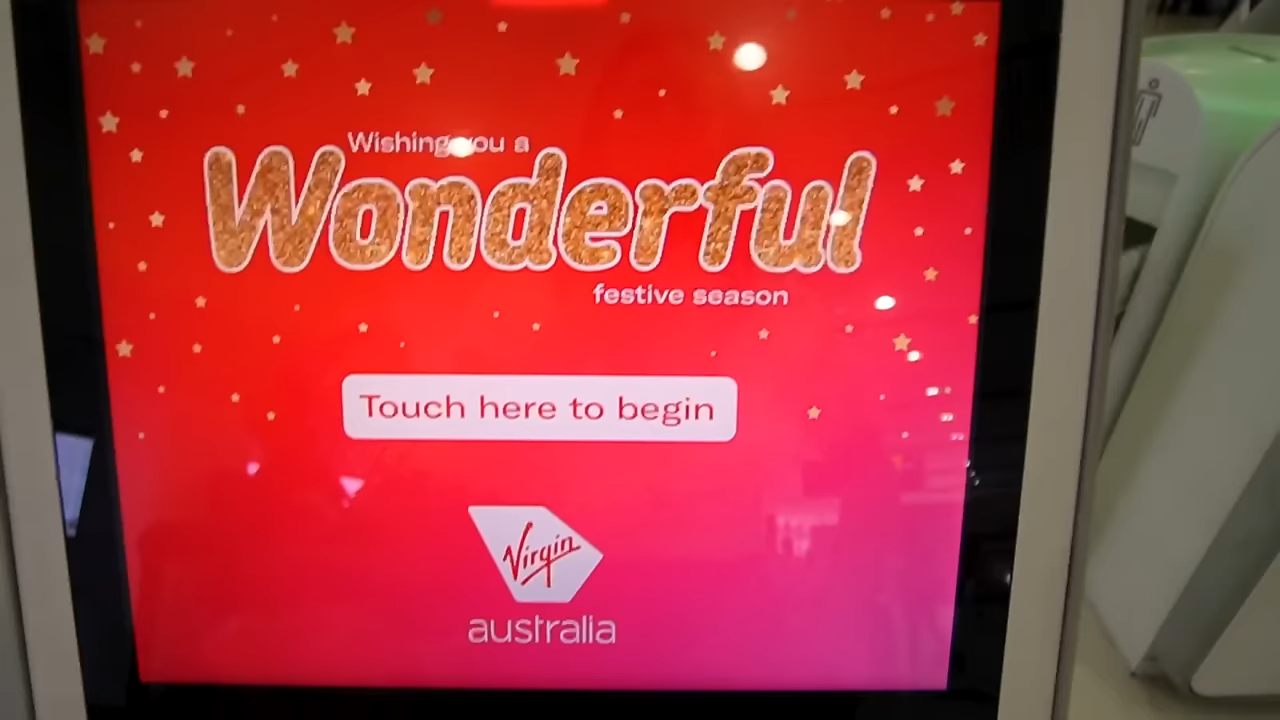 Wishing you a
Wonderful
festive season
Touch here to begin
Virgin
australia